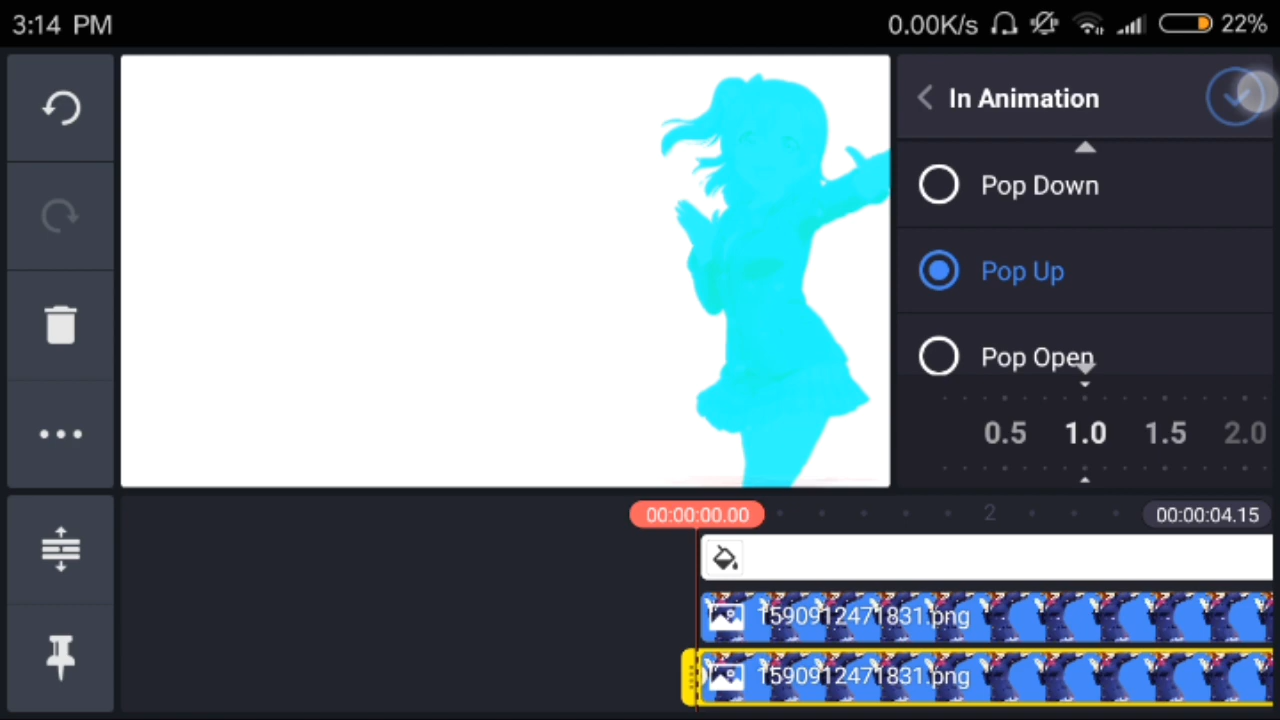 3:14 PM
0.00K/s
22%
In Animation
Pop Down
Pop Up
Pop Open
0.5 1.0 1.5 2.0
00:00:00.00
2
00:00:04.15
1590912471831.png
1590912471831.png